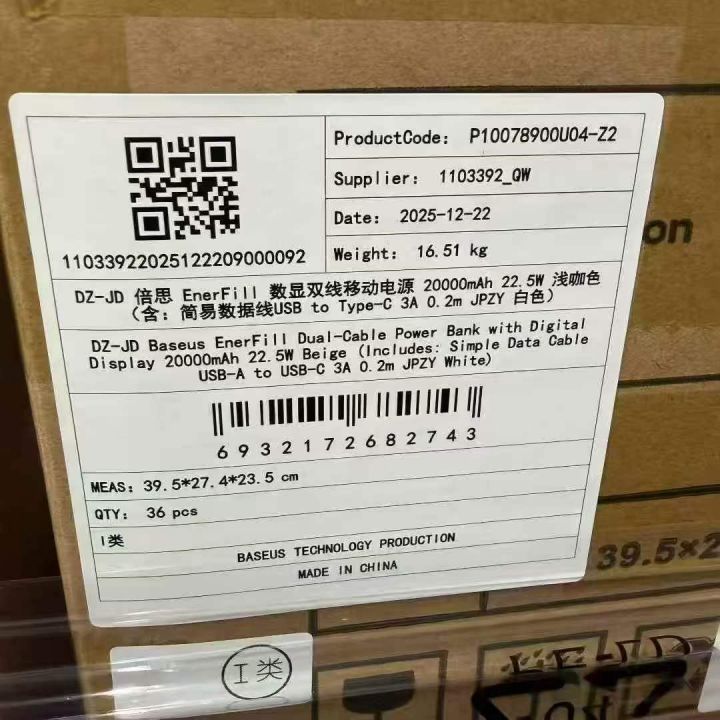 ProductCode: P10078900U04-Z2
Supplier: 1103392_QW
Date: 2025-12-22
Weight: 16.51 kg
11033922025122209000092
DZ-JD 倍思 EnerFill 数显双线移动电源 20000mAh 22.5W 浅咖色
(含: 简易数据线USB to Type-C 3A 0.2m JPZY 白色)
DZ-JD Baseus EnerFill Dual-Cable Power Bank with Digital
Display 20000mAh 22.5W Beige (Includes: Simple Data Cable
USB-A to USB-C 3A 0.2m JPZY White)
6932172682743
MEAS: 39.5*27.4*23.5 cm
QTY: 36 pcs
I类
BASEUS TECHNOLOGY PRODUCTION
MADE IN CHINA
on
39.5×2
I类